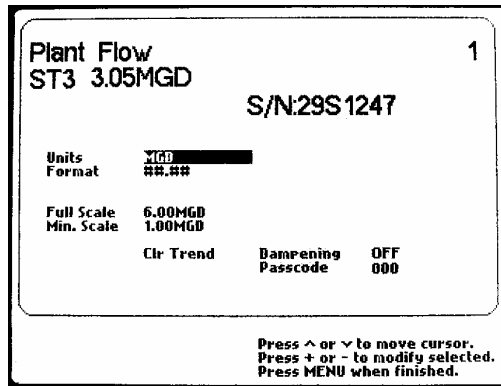 Plant Flow 1
ST3 3.05MGD
S/N:29S1247
Units MGD
Format ##.##
Full Scale 6.00MGD
Min. Scale 1.00MGD
Clr Trend Dampening OFF
Passcode 000
Press ^ or v to move cursor.
Press + or - to modify selected.
Press MENU when finished.